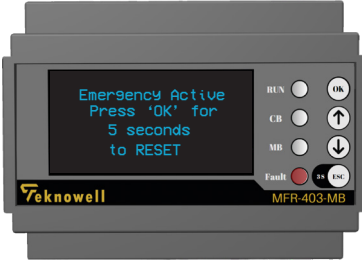 Emergency Active
Press 'OK' for
5 seconds
to RESET
RUN
OK
CB
MB
Fault
3S
ESC
Teknowell
MFR-403-MB